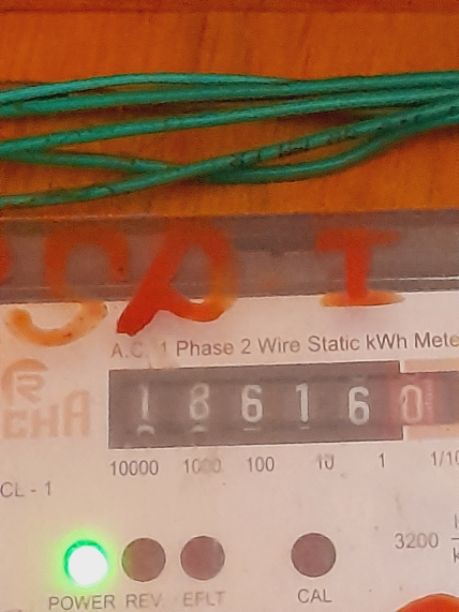 A.C. 1 Phase 2 Wire Static kWh Mete
CHA
1 8 6 1 6 0
10000 1000 100 10 1 1/10
CL - 1
3200
POWER REV. EFLT CAL